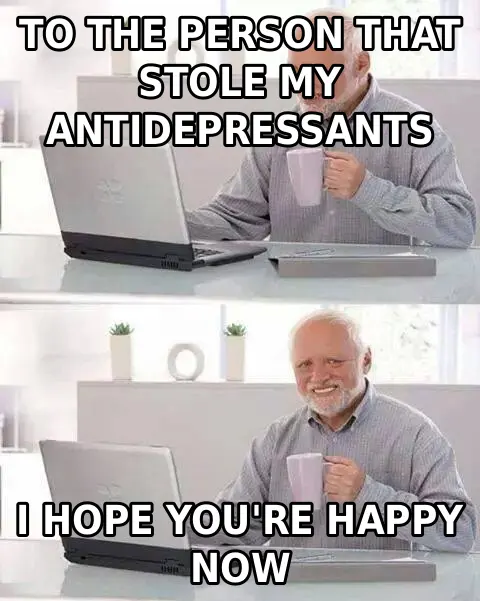 TO THE PERSON THAT
STOLE MY
ANTIDEPRESSANTS
I HOPE YOU'RE HAPPY
NOW